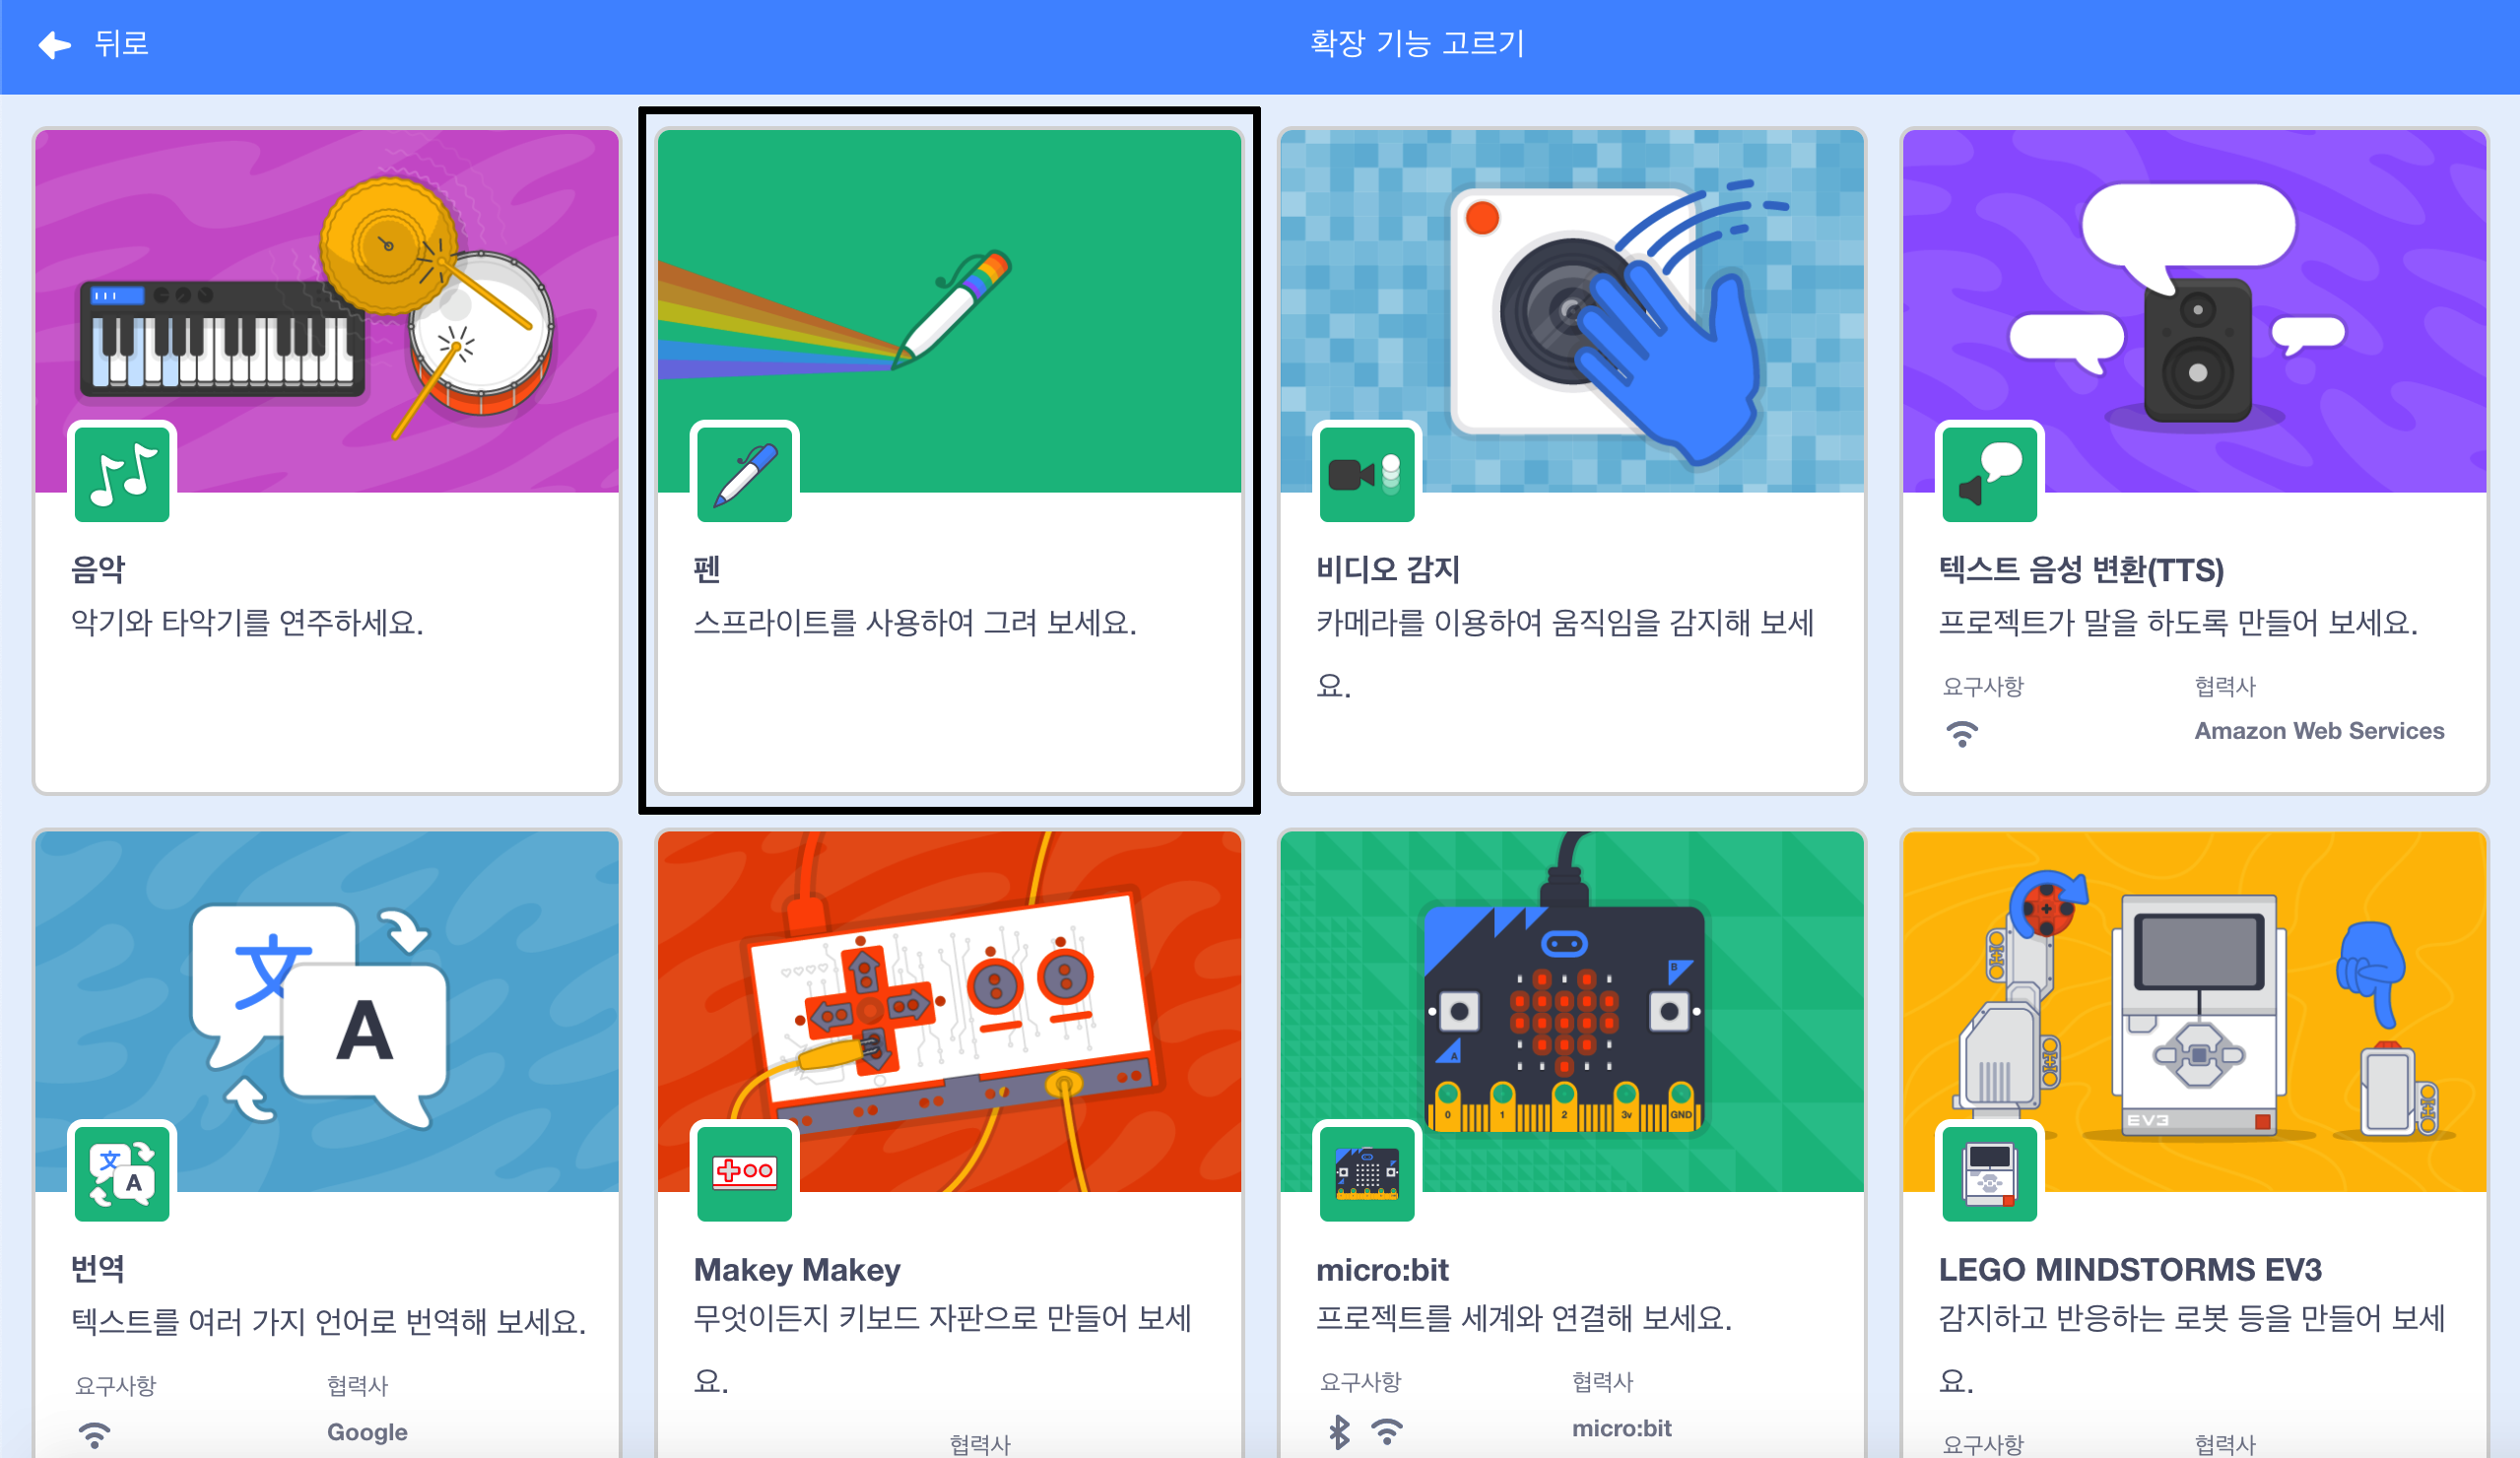 뒤로
확장 기능 고르기
음악
악기와 타악기를 연주하세요.
펜
스프라이트를 사용하여 그려 보세요.
비디오 감지
카메라를 이용하여 움직임을 감지해 보세
요.
텍스트 음성 변환(TTS)
프로젝트가 말을 하도록 만들어 보세요.
요구사항
협력사
Amazon Web Services
文
A
文
A
번역
텍스트를 여러 가지 언어로 번역해 보세요.
요구사항
협력사
Google
Makey Makey
무엇이든지 키보드 자판으로 만들어 보세
요.
협력사
B
A
0
1
2
3v
GND
micro:bit
프로젝트를 세계와 연결해 보세요.
요구사항
협력사
micro:bit
EV3
LEGO MINDSTORMS EV3
감지하고 반응하는 로봇 등을 만들어 보세
요.
요구사항
협력사